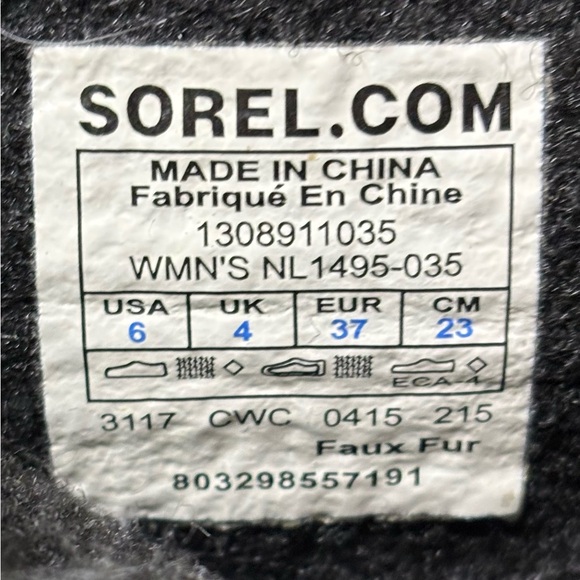 SOREL.COM
MADE IN CHINA
Fabriqué En Chine
1308911035
WMN'S NL1495-035
USA UK EUR CM
6 4 37 23
ECA-4
3117 CWC 0415 215
Faux Fur
803298557191